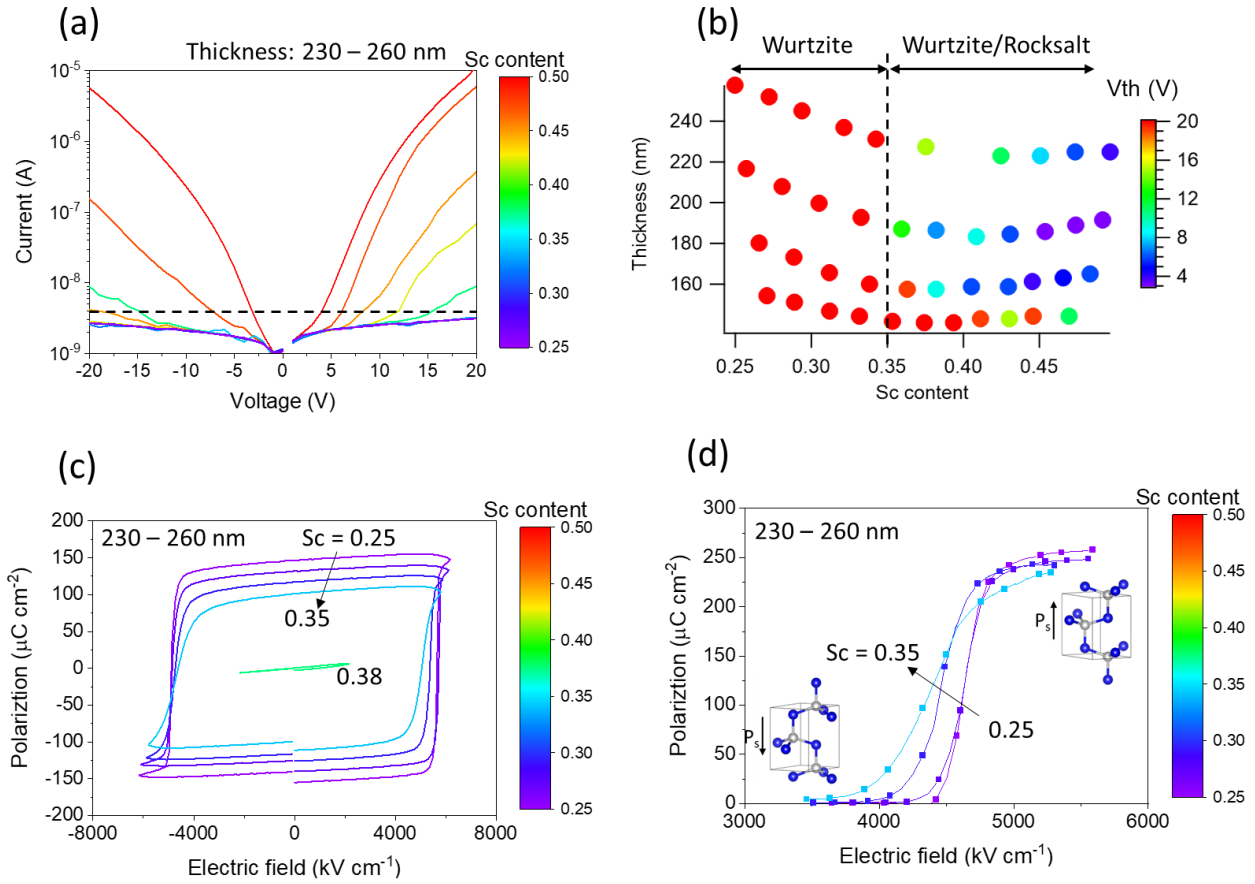 (a)
Thickness: 230 – 260 nm
Sc content
10⁻⁵
10⁻⁶
10⁻⁷
10⁻⁸
10⁻⁹
Current (A)
-20 -15 -10 -5 0 5 10 15 20
Voltage (V)
0.50
0.45
0.40
0.35
0.30
0.25
(b)
Wurtzite Wurtzite/Rocksalt
Vth (V)
240
220
200
180
160
Thickness (nm)
0.25 0.30 0.35 0.40 0.45
Sc content
20
16
12
8
4
(c)
Sc content
230 – 260 nm
Sc = 0.25
0.35
0.38
200
150
100
50
0
-50
-100
-150
-200
Polariztion (μC cm⁻²)
-8000 -4000 0 4000 8000
Electric field (kV cm⁻¹)
0.50
0.45
0.40
0.35
0.30
0.25
(d)
Sc content
230 – 260 nm
Sc = 0.35
0.25
Pₛ
Pₛ
300
250
200
150
100
50
0
Polariztion (μC cm⁻²)
3000 4000 5000 6000
Electric field (kV cm⁻¹)
0.50
0.45
0.40
0.35
0.30
0.25